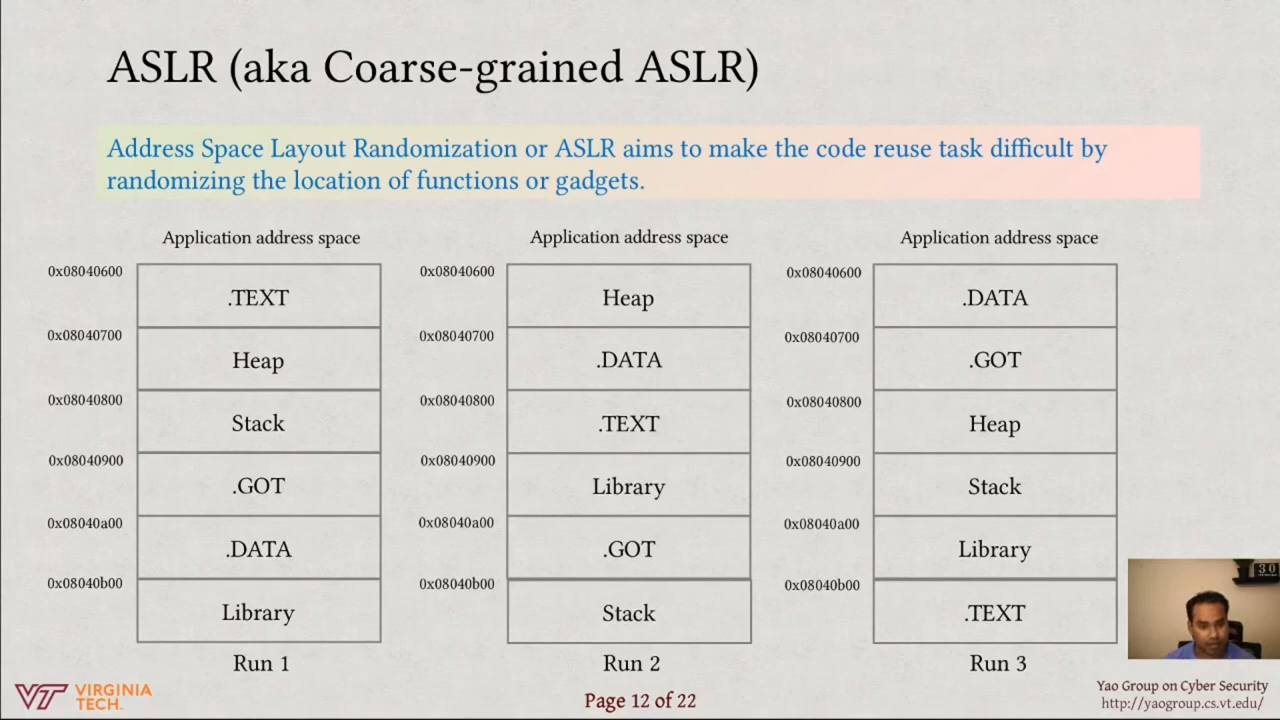 ASLR (aka Coarse-grained ASLR)
Address Space Layout Randomization or ASLR aims to make the code reuse task difficult by
randomizing the location of functions or gadgets.
Application address space
0x08040600
.TEXT
0x08040700
Heap
0x08040800
Stack
0x08040900
.GOT
0x08040a00
.DATA
0x08040b00
Library
Run 1
Application address space
0x08040600
Heap
0x08040700
.DATA
0x08040800
.TEXT
0x08040900
Library
0x08040a00
.GOT
0x08040b00
Stack
Run 2
Application address space
0x08040600
.DATA
0x08040700
.GOT
0x08040800
Heap
0x08040900
Stack
0x08040a00
Library
0x08040b00
.TEXT
Run 3
30
VT VIRGINIA
TECH.
Page 12 of 22
Yao Group on Cyber Security
http://yaogroup.cs.vt.edu/